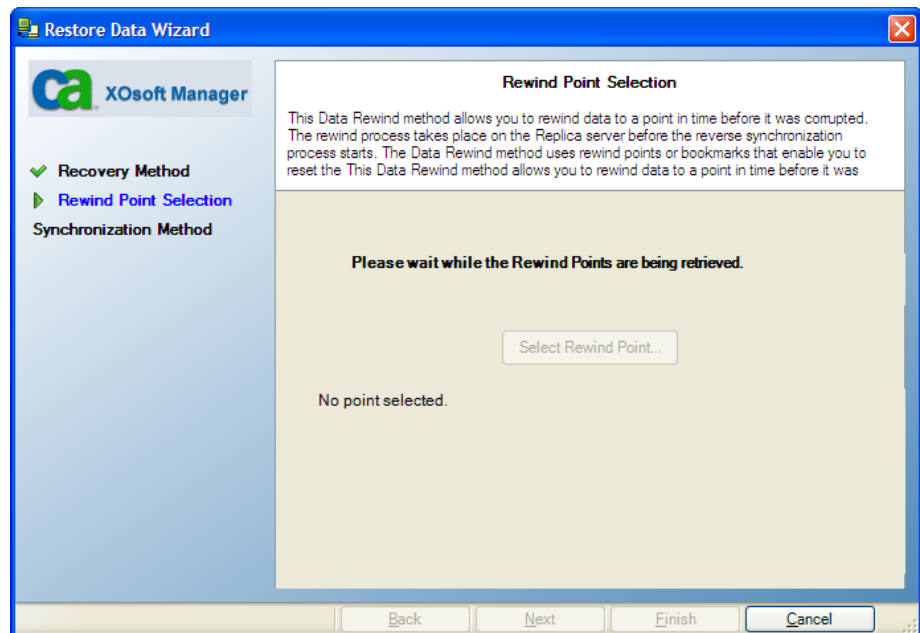 Restore Data Wizard
ca
XOsoft Manager
Recovery Method
Rewind Point Selection
Synchronization Method
Rewind Point Selection
This Data Rewind method allows you to rewind data to a point in time before it was corrupted.
The rewind process takes place on the Replica server before the reverse synchronization
process starts. The Data Rewind method uses rewind points or bookmarks that enable you to
reset the This Data Rewind method allows you to rewind data to a point in time before it was
Please wait while the Rewind Points are being retrieved.
Select Rewind Point...
No point selected.
Back
Next
Finish
Cancel